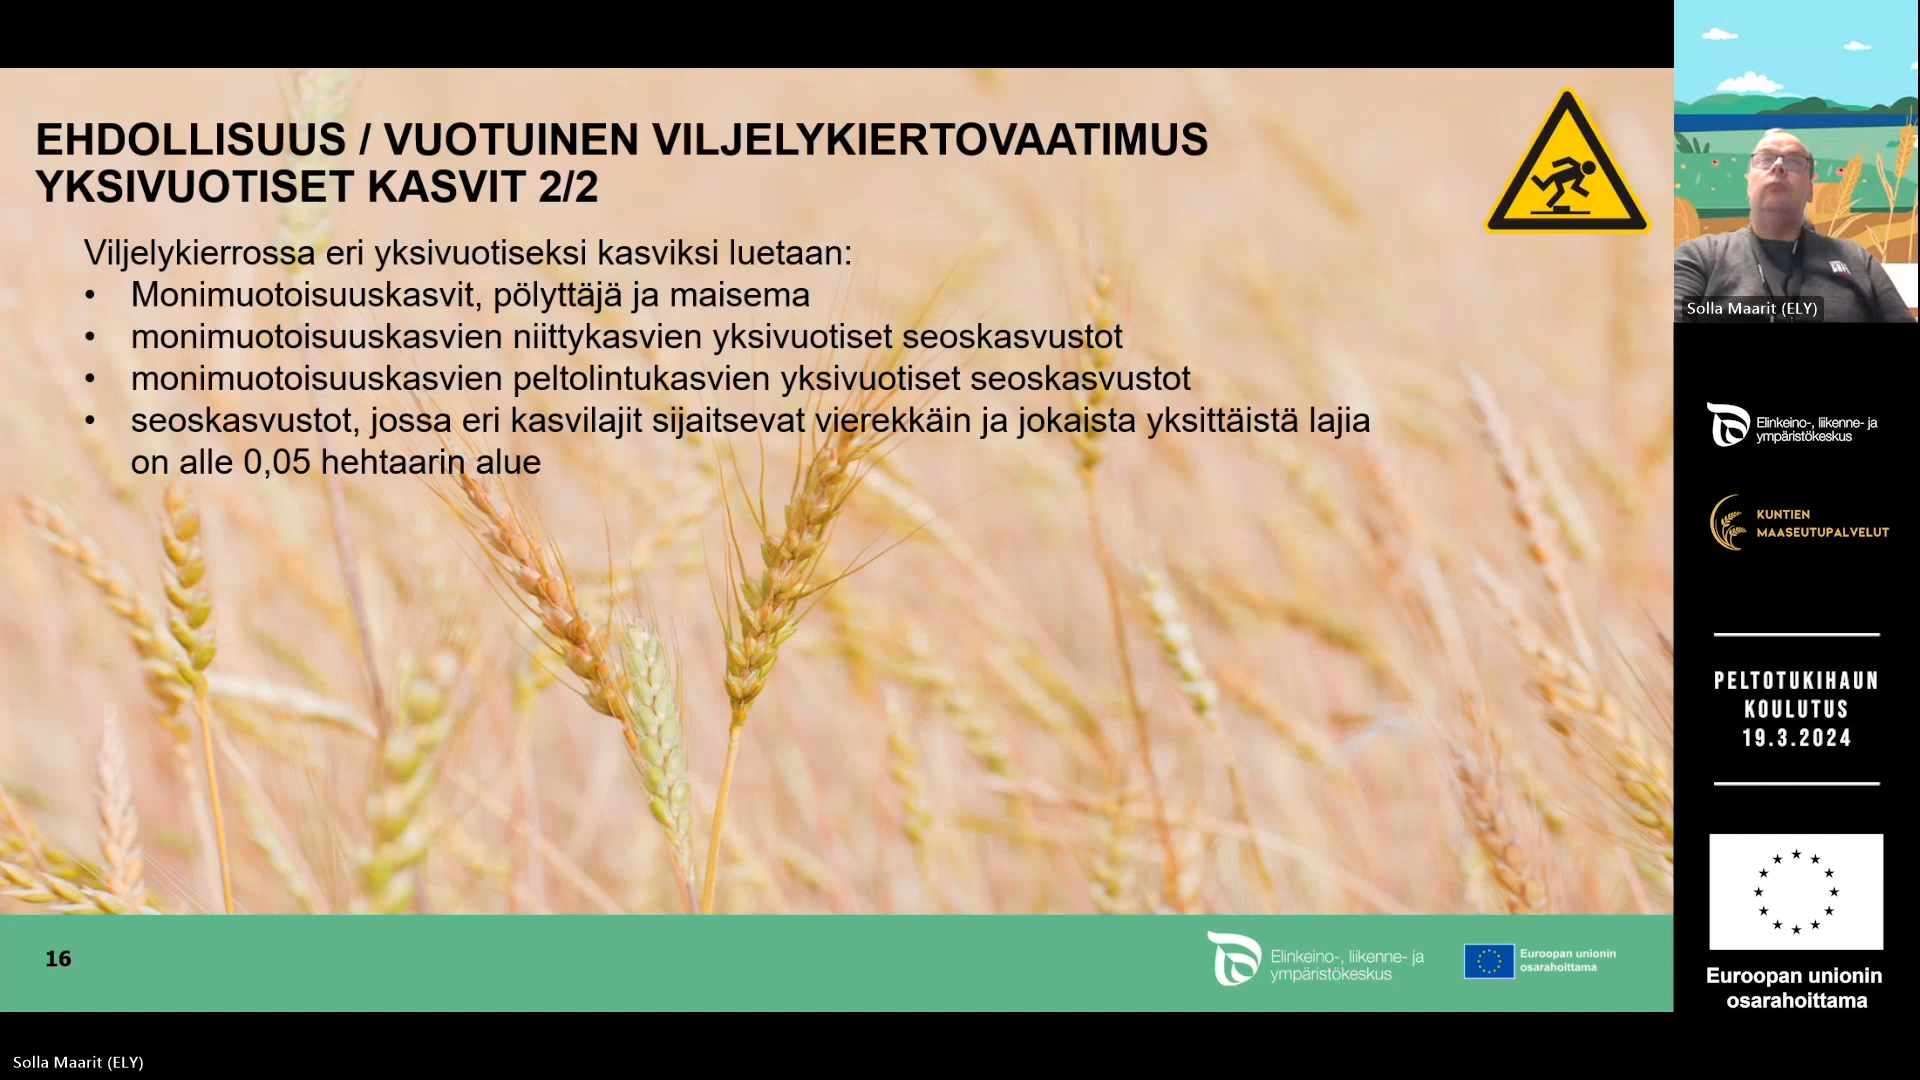 EHDOLLISUUS / VUOTUINEN VILJELYKIERTOVAATIMUS
YKSIVUOTISET KASVIT 2/2
Viljelykierrossa eri yksivuotiseksi kasviksi luetaan:
• Monimuotoisuuskasvit, pölyttäjä ja maisema
• monimuotoisuuskasvien niittykasvien yksivuotiset seoskasvustot
• monimuotoisuuskasvien peltolintukasvien yksivuotiset seoskasvustot
• seoskasvustot, jossa eri kasvilajit sijaitsevat vierekkäin ja jokaista yksittäistä lajia
on alle 0,05 hehtaarin alue
16
Elinkeino-, liikenne- ja
ympäristökeskus
Euroopan unionin
osarahoittama
Solla Maarit (ELY)
Elinkeino-, liikenne- ja
ympäristökeskus
KUNTIEN
MAASEUTUPALVELUT
PELTOTUKIHAUN
KOULUTUS
19.3.2024
Euroopan unionin
osarahoittama
Solla Maarit (ELY)